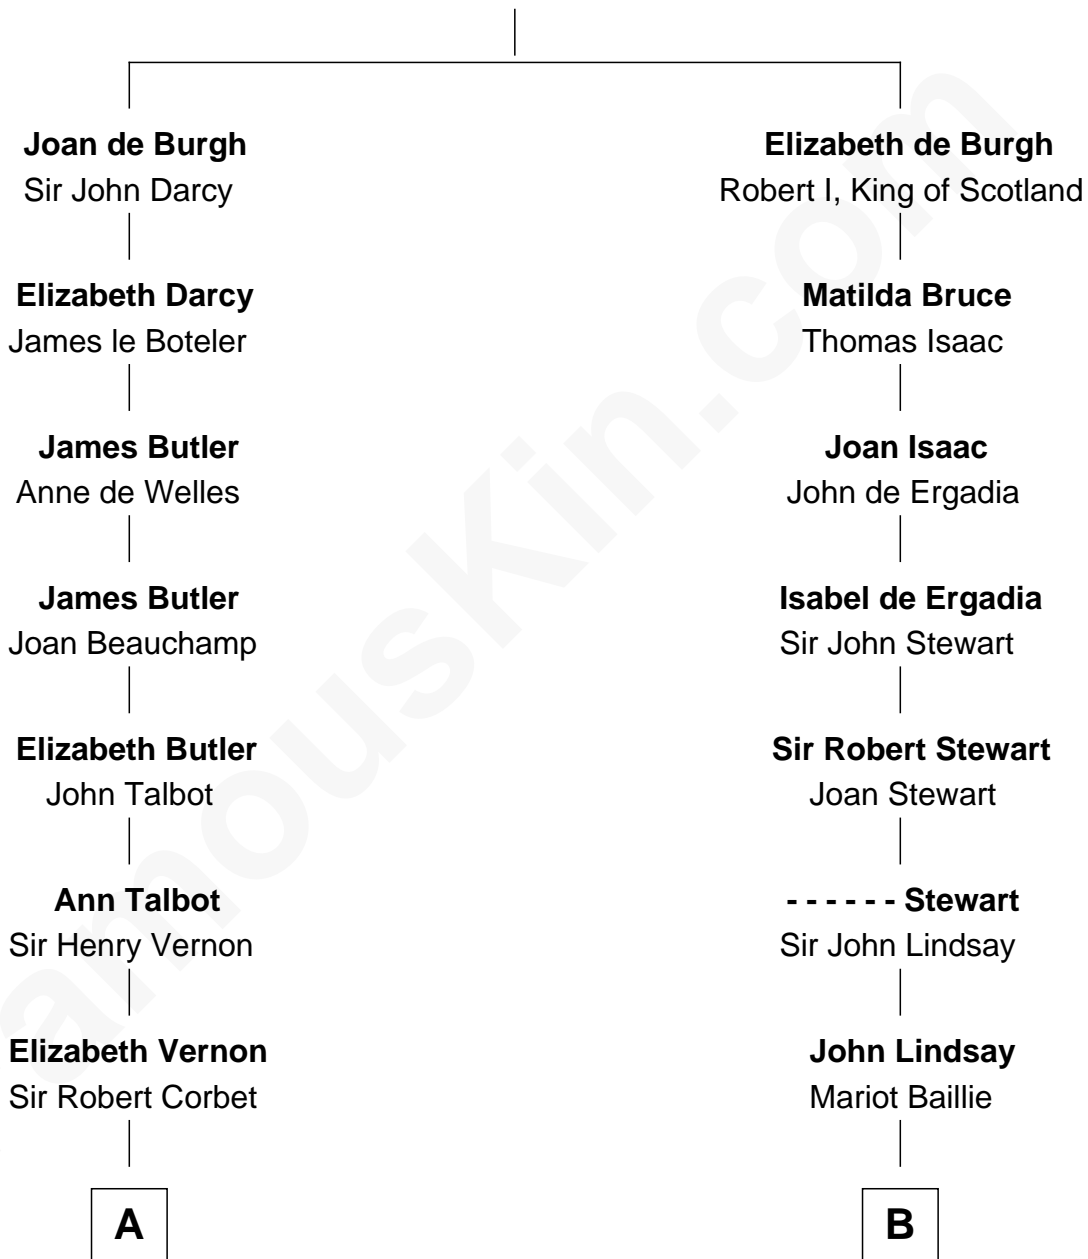 Joan de Burgh
Sir John Darcy
Elizabeth de Burgh
Robert I, King of Scotland
Elizabeth Darcy
James le Boteler
Matilda Bruce
Thomas Isaac
James Butler
Anne de Welles
Joan Isaac
John de Ergadia
James Butler
Joan Beauchamp
Isabel de Ergadia
Sir John Stewart
Elizabeth Butler
John Talbot
Sir Robert Stewart
Joan Stewart
Ann Talbot
Sir Henry Vernon
- - - - - - Stewart
Sir John Lindsay
Elizabeth Vernon
Sir Robert Corbet
John Lindsay
Mariot Baillie
A
B
amouskin.com